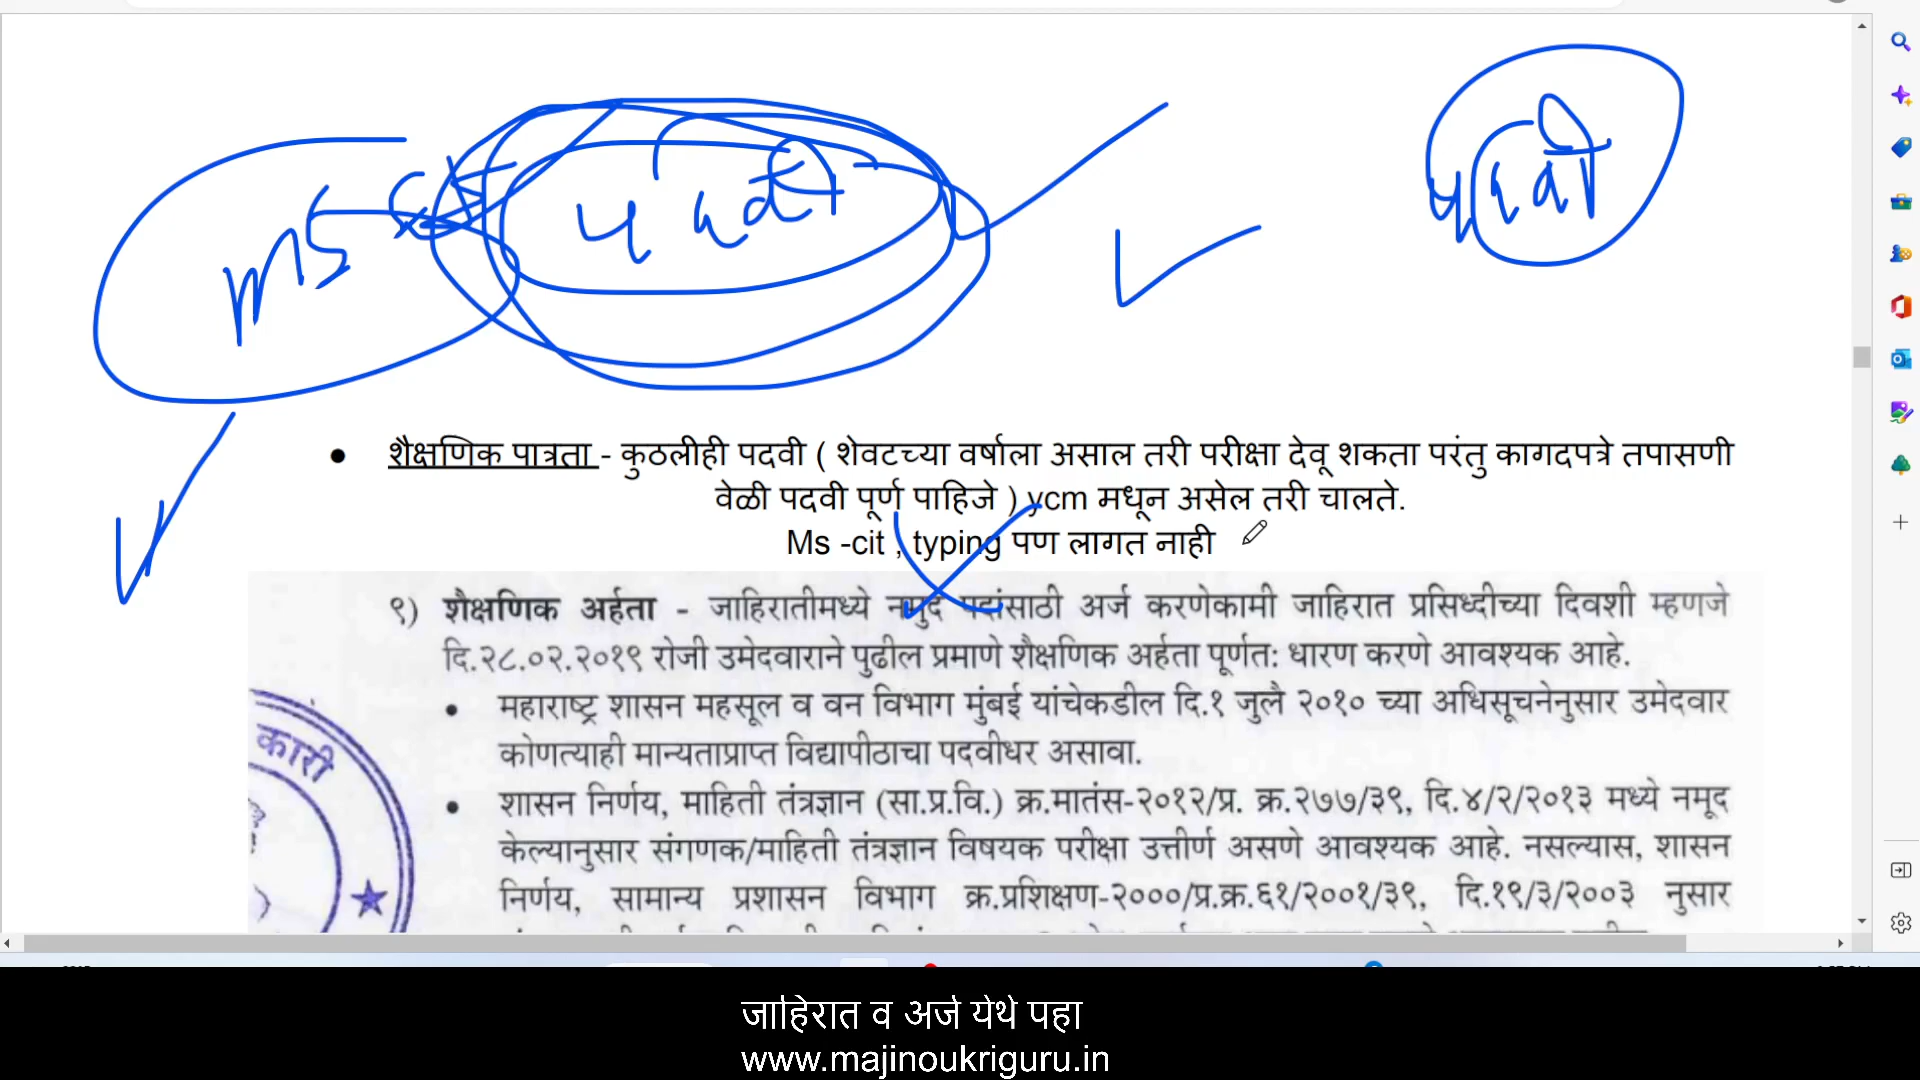 पदवी
MS
पदवी
● शैक्षणिक पात्रता - कुठलीही पदवी ( शेवटच्या वर्षाला असाल तरी परीक्षा देवू शकता परंतु कागदपत्रे तपासणी
वेळी पदवी पूर्ण पाहिजे ) ycm मधून असेल तरी चालते.
Ms -cit , typing पण लागत नाही
९) शैक्षणिक अर्हता - जाहिरातीमध्ये नमुद पदांसाठी अर्ज करणेकामी जाहिरात प्रसिध्दीच्या दिवशी म्हणजे
दि.२८.०२.२०१९ रोजी उमेदवाराने पुढील प्रमाणे शैक्षणिक अर्हता पूर्णत: धारण करणे आवश्यक आहे.
• महाराष्ट्र शासन महसूल व वन विभाग मुंबई यांचेकडील दि.१ जुलै २०१० च्या अधिसूचनेनुसार उमेदवार
कोणत्याही मान्यताप्राप्त विद्यापीठाचा पदवीधर असावा.
• शासन निर्णय, माहिती तंत्रज्ञान (सा.प्र.वि.) क्र.मातंस-२०१२/प्र. क्र.२७७/३९, दि.४/२/२०१३ मध्ये नमूद
केल्यानुसार संगणक/माहिती तंत्रज्ञान विषयक परीक्षा उत्तीर्ण असणे आवश्यक आहे. नसल्यास, शासन
निर्णय, सामान्य प्रशासन विभाग क्र.प्रशिक्षण-२०००/प्र.क्र.६१/२००१/३९, दि.१९/३/२००३ नुसार
कारी
जाहिरात व अर्ज येथे पहा
www.majinoukriguru.in